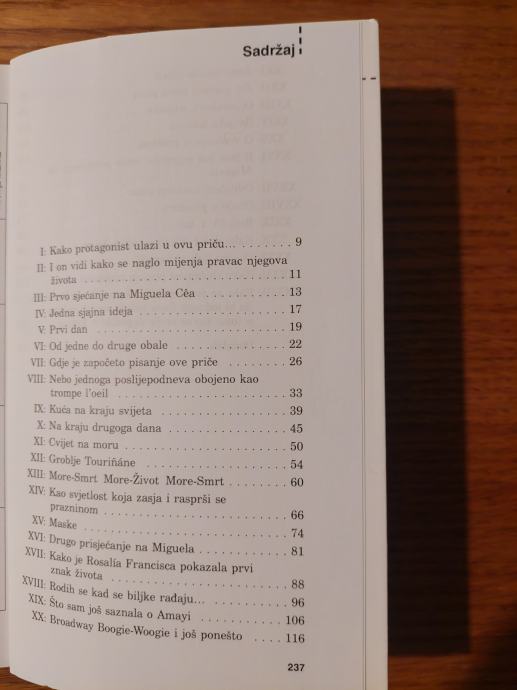 Sadržaj
I: Kako protagonist ulazi u ovu priču... . . . . . . . 9
II: I on vidi kako se naglo mijenja pravac njegova
života . . . . . . . . . . . . . . . . . . . . . . . . . . . . 11
III: Prvo sjećanje na Miguela Cêa . . . . . . . . . . . . 13
IV: Jedna sjajna ideja . . . . . . . . . . . . . . . . . . . . 17
V: Prvi dan . . . . . . . . . . . . . . . . . . . . . . . . . . 19
VI: Od jedne do druge obale . . . . . . . . . . . . . . . 22
VII: Gdje je započeto pisanje ove priče . . . . . . . . . 26
VIII: Nebo jednoga poslijepodneva obojeno kao
trompe l'oeil . . . . . . . . . . . . . . . . . . . . . . . 33
IX: Kuća na kraju svijeta . . . . . . . . . . . . . . . . . 39
X: Na kraju drugoga dana . . . . . . . . . . . . . . . . 45
XI: Cvijet na moru . . . . . . . . . . . . . . . . . . . . . . 50
XII: Groblje Touriñáne . . . . . . . . . . . . . . . . . . . 54
XIII: More-Smrt More-Život More-Smrt . . . . . . . . 60
XIV: Kao svjetlost koja zasja i rasprši se
prazninom . . . . . . . . . . . . . . . . . . . . . . . . . 66
XV: Maske . . . . . . . . . . . . . . . . . . . . . . . . . . . 74
XVI: Drugo prisjećanje na Miguela . . . . . . . . . . . . 81
XVII: Kako je Rosalía Francisca pokazala prvi
znak života . . . . . . . . . . . . . . . . . . . . . . . . 88
XVIII: Rodih se kad se biljke rađaju... . . . . . . . . . . . 96
XIX: Što sam još saznala o Amayi . . . . . . . . . . . . 106
XX: Broadway Boogie-Woogie i još ponešto . . . . 116
237